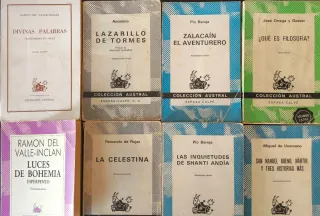 DIVINAS PALABRAS
Anónimo
LAZARILLO
DE TORMES
COLECCIÓN AUSTRAL
ESPASA CALPE, S. A.
Pío Baroja
ZALACAÍN
EL AVENTURERO
COLECCIÓN AUSTRAL
ESPASA CALPE
José Ortega y Gasset
¿QUÉ ES FILOSOFÍA?
COLECCIÓN AUSTRAL
ESPASA CALPE
RAMÓN DEL
VALLE-INCLÁN
LUCES
DE BOHEMIA
(ESPERPENTO)
Fernando de Rojas
LA CELESTINA
Pío Baroja
LAS INQUIETUDES
DE SHANTI ANDÍA
Miguel de Unamuno
SAN MANUEL BUENO, MÁRTIR,
Y TRES HISTORIAS MÁS